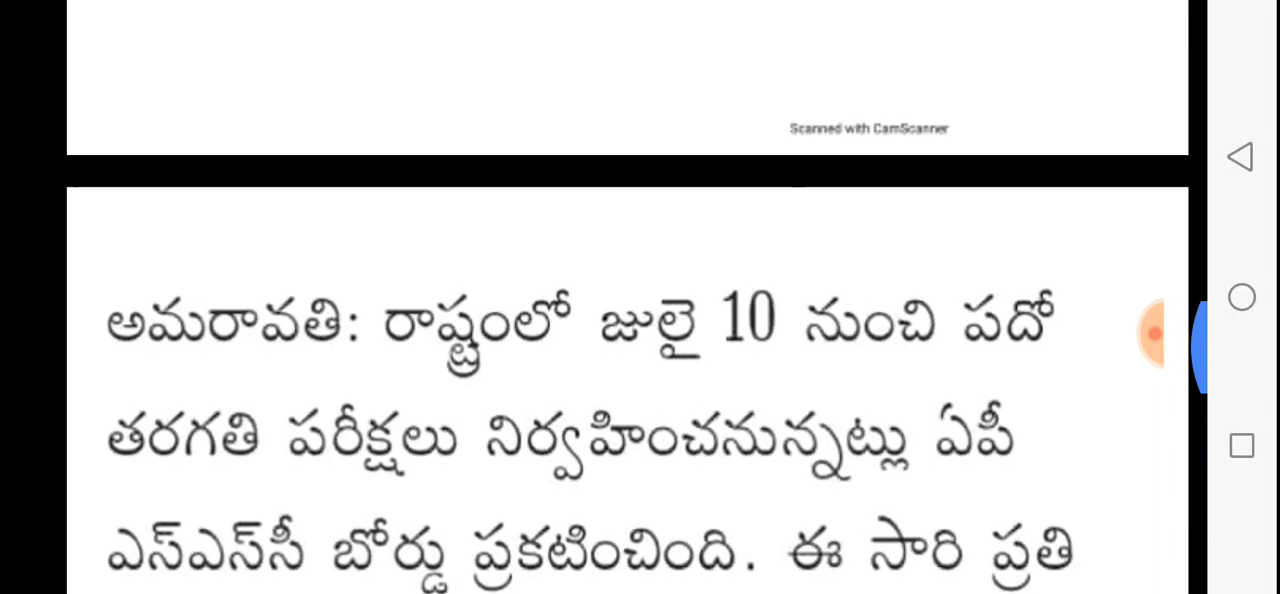 Scanned with CamScanner
అమరావతి: రాష్ట్రంలో జులై 10 నుంచి పదో
తరగతి పరీక్షలు నిర్వహించనున్నట్లు ఏపీ
ఎస్ఎస్‌సీ బోర్డు ప్రకటించింది. ఈ సారి ప్రతి